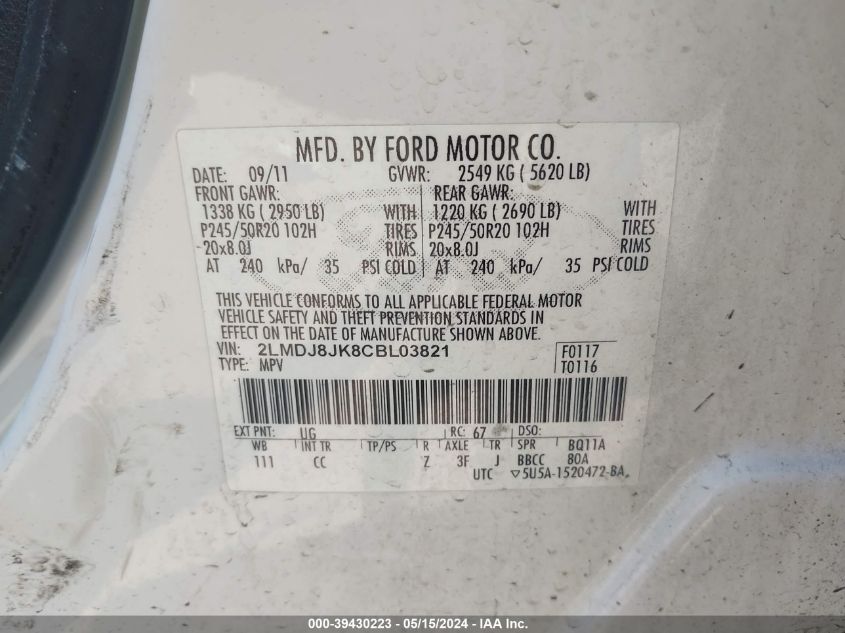 MFD. BY FORD MOTOR CO.
DATE: 09/11 GVWR: 2549 KG ( 5620 LB)
FRONT GAWR: REAR GAWR:
1338 KG ( 2950 LB) WITH 1220 KG ( 2690 LB) WITH
P245/50R20 102H TIRES P245/50R20 102H TIRES
20x8.0J RIMS 20x8.0J RIMS
AT 240 kPa/ 35 PSI COLD AT 240 kPa/ 35 PSI COLD
THIS VEHICLE CONFORMS TO ALL APPLICABLE FEDERAL MOTOR
VEHICLE SAFETY AND THEFT PREVENTION STANDARDS IN
EFFECT ON THE DATE OF MANUFACTURE SHOWN ABOVE.
VIN: 2LMDJ8JK8CBL03821 F0117
TYPE: MPV T0116
EXT PNT: UG RC: 67 DSO:
WB INT TR TP/PS R AXLE TR SPR BQ11A
111 CC Z 3F J BBCC 80A
UTC ▽5U5A-1520472-BA
000-39430223 - 05/15/2024 - IAA Inc.